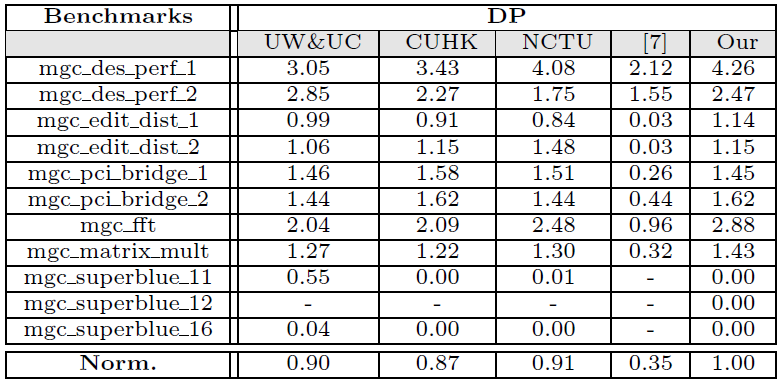 Benchmarks DP
UW&UC CUHK NCTU [7] Our
mgc_des_perf_1 3.05 3.43 4.08 2.12 4.26
mgc_des_perf_2 2.85 2.27 1.75 1.55 2.47
mgc_edit_dist_1 0.99 0.91 0.84 0.03 1.14
mgc_edit_dist_2 1.06 1.15 1.48 0.03 1.15
mgc_pci_bridge_1 1.46 1.58 1.51 0.26 1.45
mgc_pci_bridge_2 1.44 1.62 1.44 0.44 1.62
mgc_fft 2.04 2.09 2.48 0.96 2.88
mgc_matrix_mult 1.27 1.22 1.30 0.32 1.43
mgc_superblue_11 0.55 0.00 0.01 - 0.00
mgc_superblue_12 - - - - 0.00
mgc_superblue_16 0.04 0.00 0.00 - 0.00
Norm. 0.90 0.87 0.91 0.35 1.00